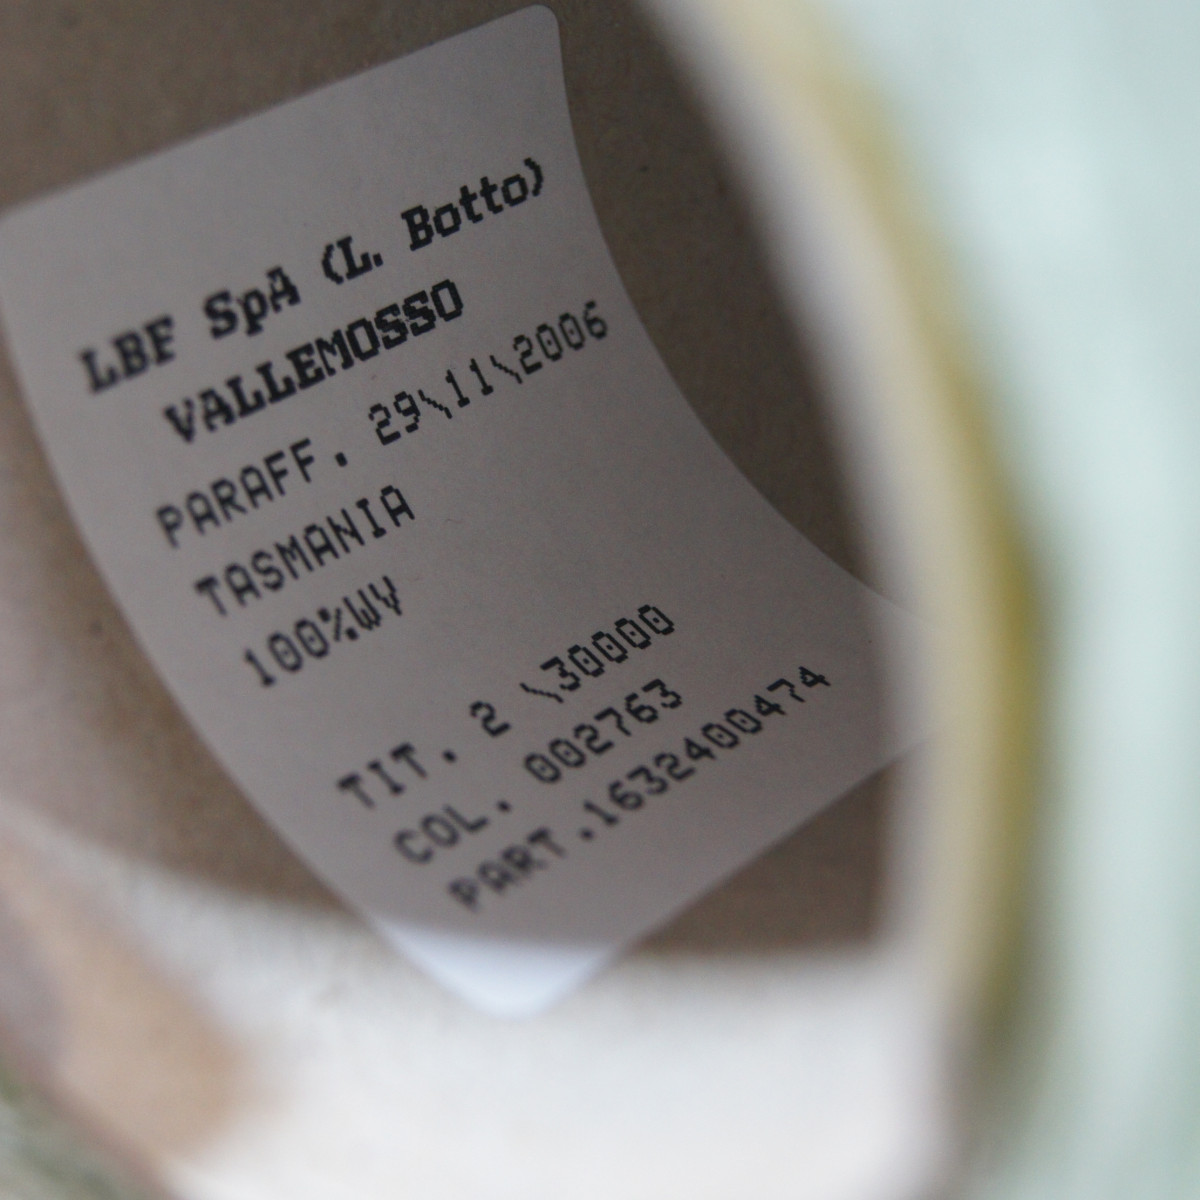 LBF SpA (L. Botto)
VALLEMOSSO
PARAFF. 29\11\2006
TASMANIA
100%WV
TIT. 2 \30000
COL. 002763
PART.1632400474